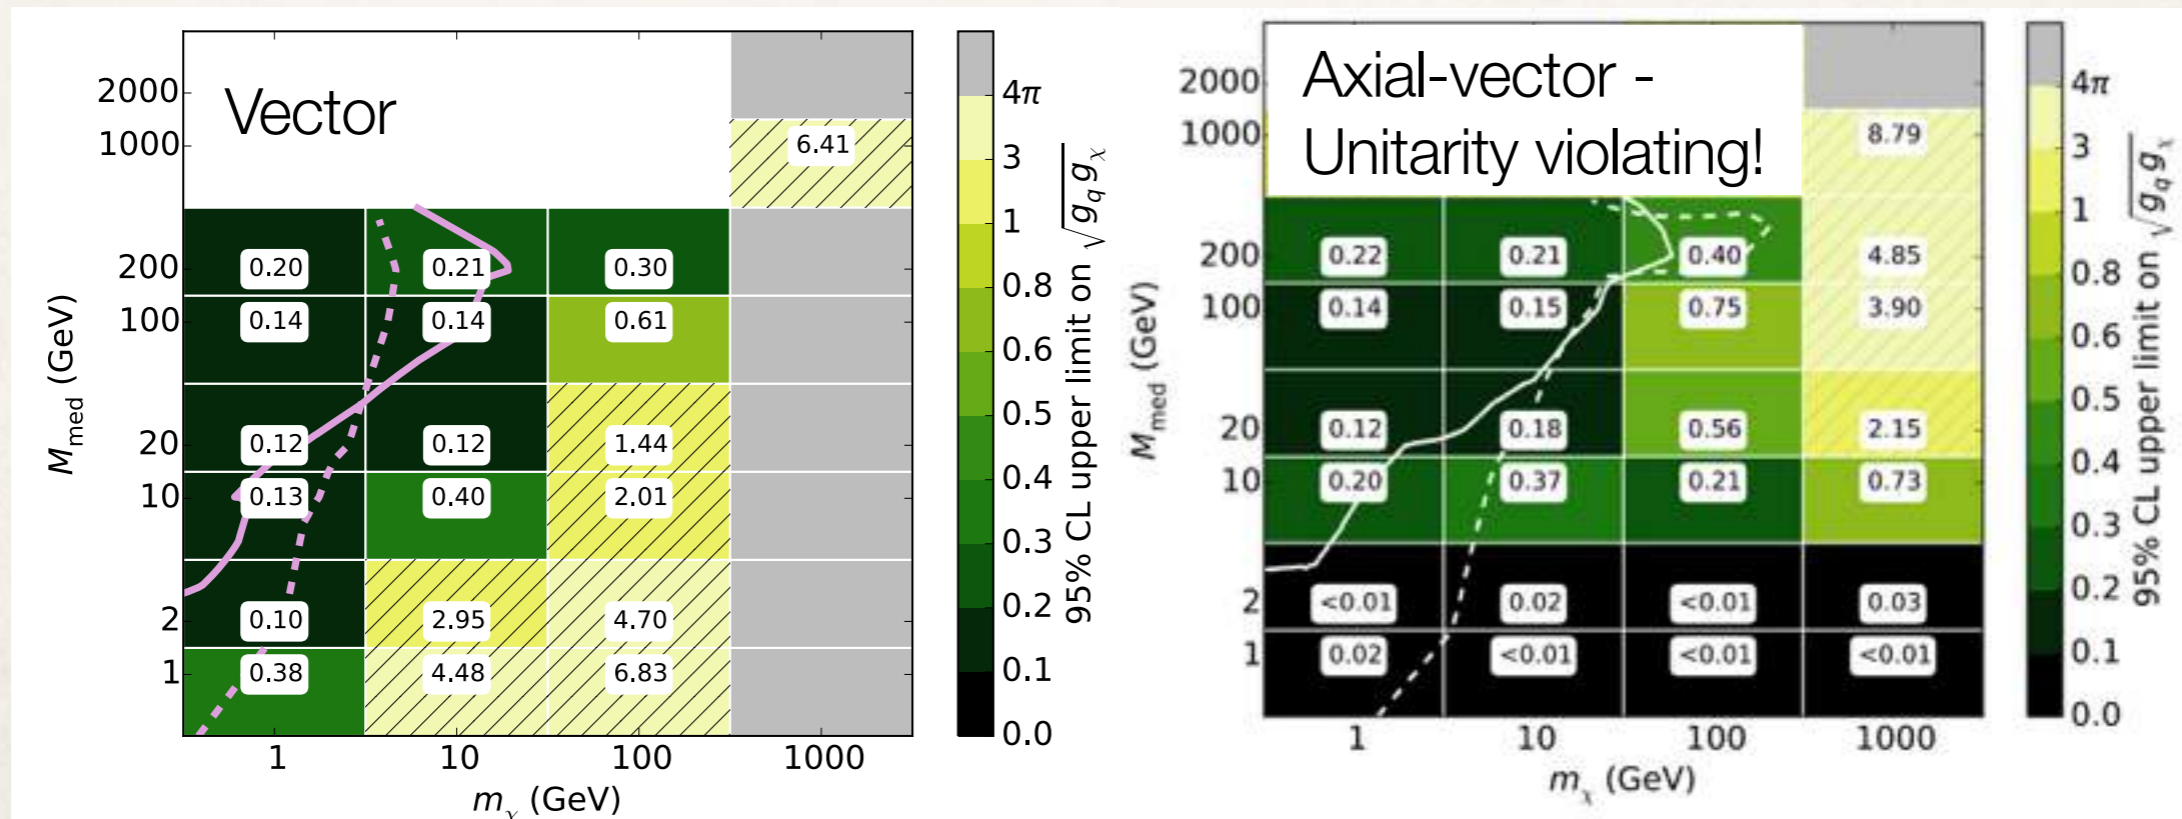 Vector
2000
1000
200
100
20
10
2
1
M_med (GeV)
6.41
0.20 0.21 0.30
0.14 0.14 0.61
0.12 0.12 1.44
0.13 0.40 2.01
0.10 2.95 4.70
0.38 4.48 6.83
1 10 100 1000
m_χ (GeV)
4π
3
1
0.8
0.6
0.5
0.4
0.3
0.2
0.1
0.0
95% CL upper limit on √g_q g_χ
Axial-vector -
Unitarity violating!
2000
1000
200
100
20
10
2
1
M_med (GeV)
8.79
0.22 0.21 0.40 4.85
0.14 0.15 0.75 3.90
0.12 0.18 0.56 2.15
0.20 0.37 0.21 0.73
<0.01 0.02 <0.01 0.03
0.02 <0.01 <0.01 <0.01
1 10 100 1000
m_χ (GeV)
4π
3
1
0.8
0.6
0.5
0.4
0.3
0.2
0.1
0.0
95% CL upper limit on √g_q g_χ